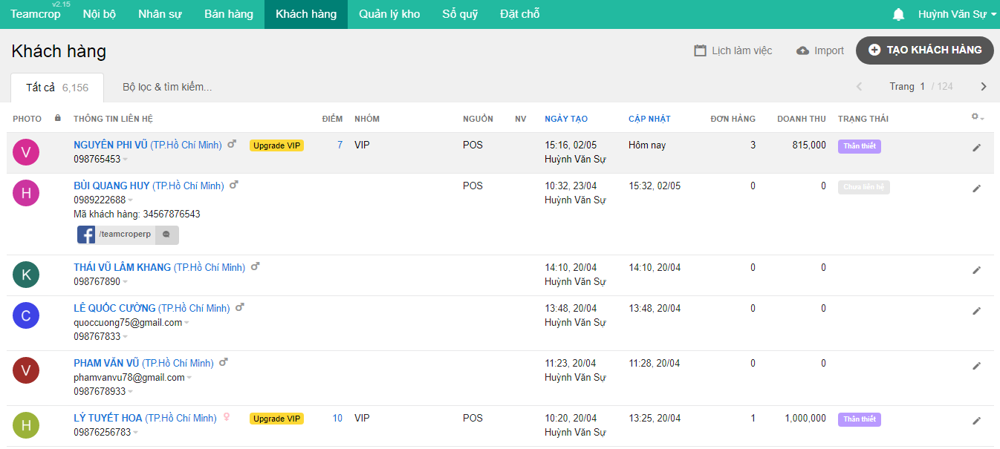 Teamcrop v2.15 Nội bộ Nhân sự Bán hàng Khách hàng Quản lý kho Sổ quỹ Đặt chỗ Huỳnh Văn Sự
Khách hàng Lịch làm việc Import TẠO KHÁCH HÀNG
Tất cả 6,156 Bộ lọc & tìm kiếm... Trang 1 / 124
PHOTO THÔNG TIN LIÊN HỆ ĐIỂM NHÓM NGUỒN NV NGÀY TẠO CẬP NHẬT ĐƠN HÀNG DOANH THU TRẠNG THÁI
V NGUYÊN PHI VŨ (TP.Hồ Chí Minh) Upgrade VIP 7 VIP POS 15:16, 02/05 Hôm nay 3 815,000 Thân thiết
098765453 Huỳnh Văn Sự
H BÙI QUANG HUY (TP.Hồ Chí Minh) POS 10:32, 23/04 15:32, 02/05 0 0 Chưa liên hệ
0989222688 Huỳnh Văn Sự
Mã khách hàng: 34567876543
f /teamcroperp
K THÁI VŨ LÂM KHANG (TP.Hồ Chí Minh) 14:10, 20/04 14:10, 20/04 0 0
098767890 Huỳnh Văn Sự
C LÊ QUỐC CƯỜNG (TP.Hồ Chí Minh) 13:48, 20/04 13:48, 20/04 0 0
quoccuong75@gmail.com Huỳnh Văn Sự
098767833
V PHAM VĂN VŨ (TP.Hồ Chí Minh) 11:23, 20/04 11:28, 20/04 0 0
phamvanvu78@gmail.com Huỳnh Văn Sự
0987678933
H LÝ TUYẾT HOA (TP.Hồ Chí Minh) Upgrade VIP 10 VIP POS 10:20, 20/04 13:25, 20/04 1 1,000,000 Thân thiết
09876256783 Huỳnh Văn Sự